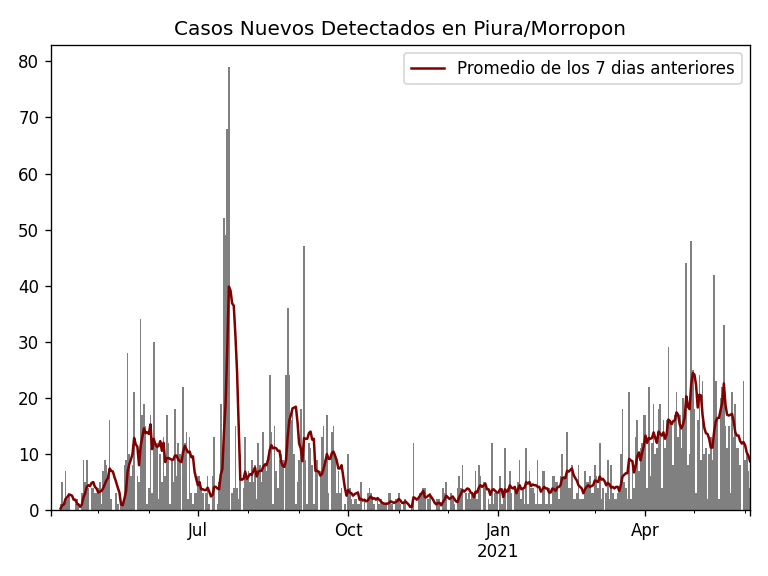 Casos Nuevos Detectados en Piura/Morropon
Promedio de los 7 dias anteriores
80
70
60
50
40
30
20
10
0
Jul
Oct
Jan
2021
Apr